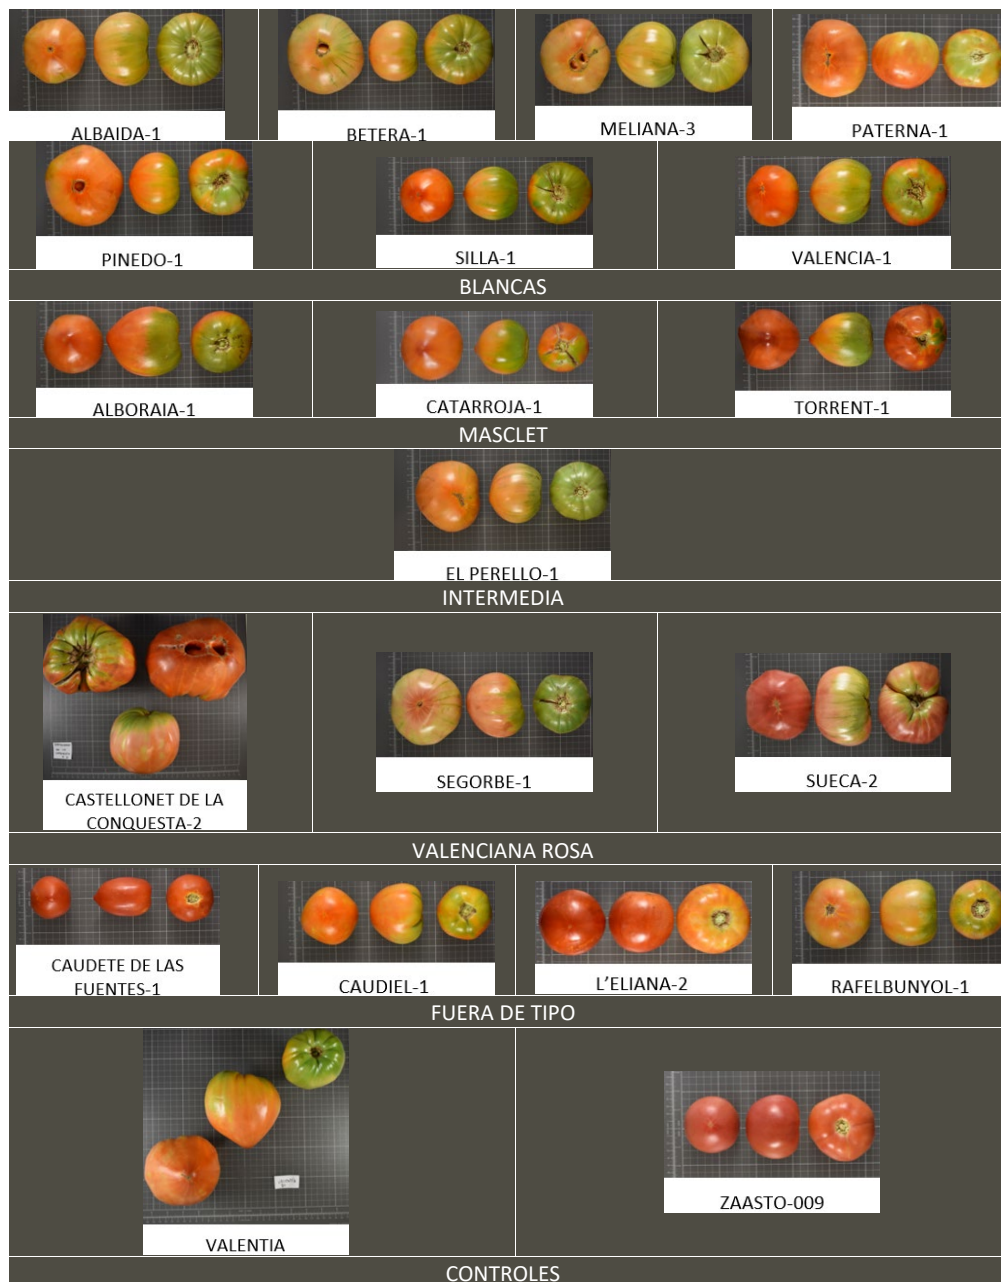 ALBAIDA-1
BETERA-1
MELIANA-3
PATERNA-1
PINEDO-1
SILLA-1
VALENCIA-1
BLANCAS
ALBORAIA-1
CATARROJA-1
TORRENT-1
MASCLET
EL PERELLO-1
INTERMEDIA
CASTELLONET DE LA
CONQUESTA-2
SEGORBE-1
SUECA-2
VALENCIANA ROSA
CAUDETE DE LAS
FUENTES-1
CAUDIEL-1
L'ELIANA-2
RAFELBUNYOL-1
FUERA DE TIPO
VALENTIA
ZAASTO-009
CONTROLES